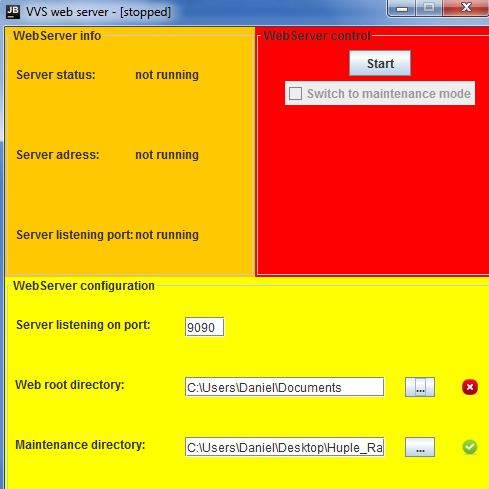 JB VVS web server - [stopped]
WebServer info
Server status: not running
Server adress: not running
Server listening port: not running
WebServer control
Start
Switch to maintenance mode
WebServer configuration
Server listening on port: 9090
Web root directory: C:\Users\Daniel\Documents ...
Maintenance directory: C:\Users\Daniel\Desktop\Huple_Ra ...